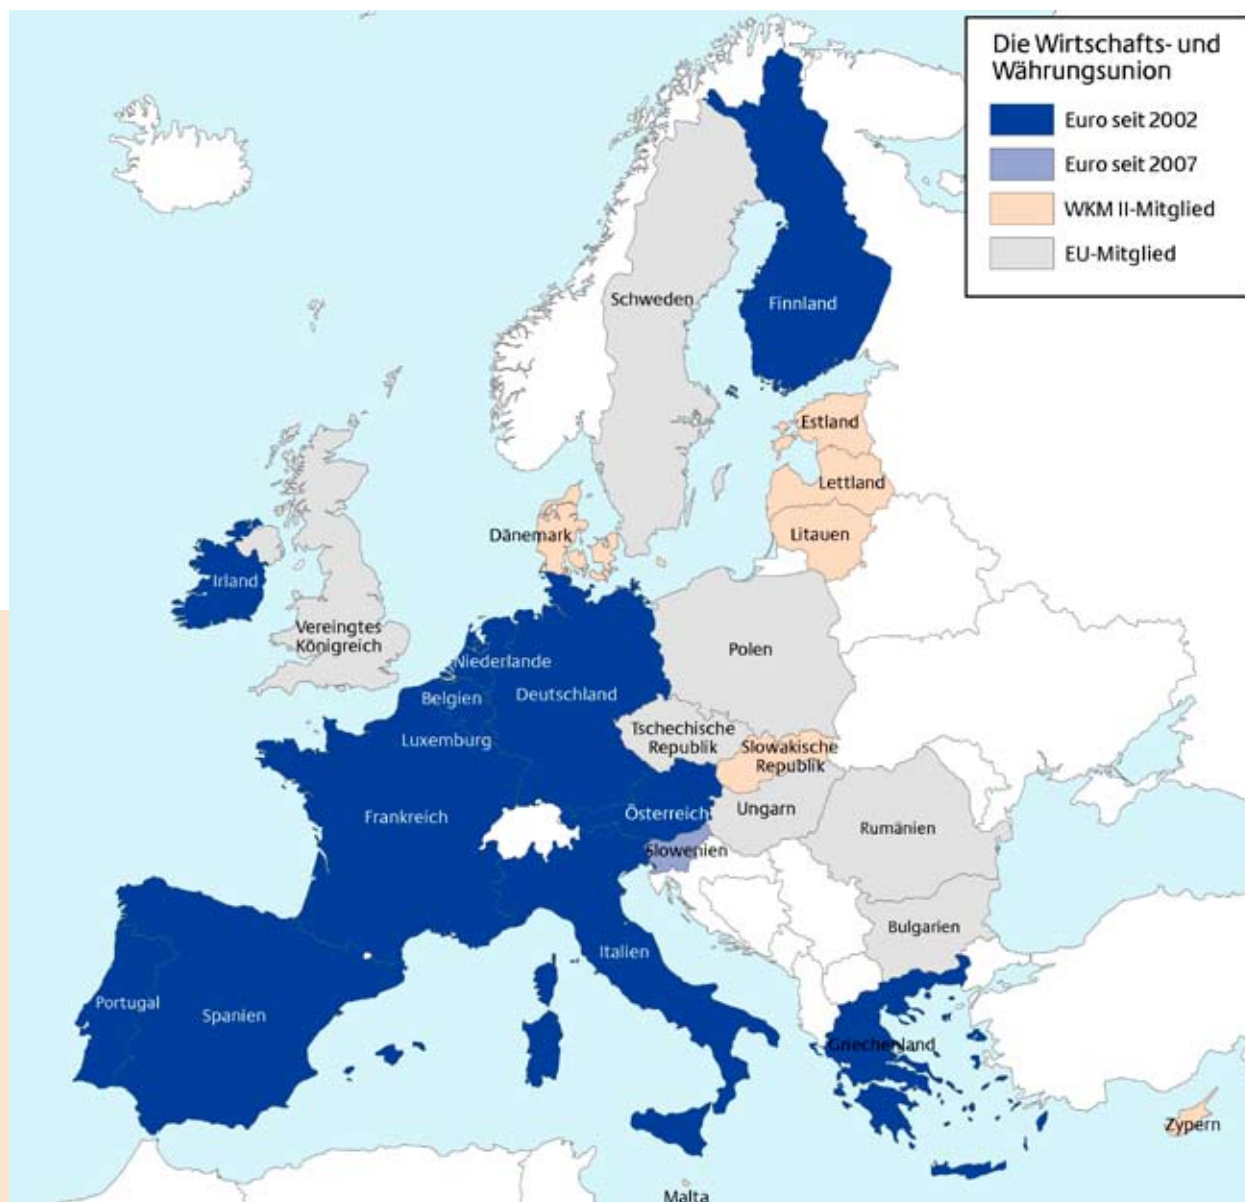 Die Wirtschafts- und
Währungsunion
Euro seit 2002
Euro seit 2007
WKM II-Mitglied
EU-Mitglied
Schweden
Finnland
Estland
Lettland
Dänemark
Litauen
Irland
Vereingtes
Königreich
Niederlande
Polen
Belgien
Deutschland
Luxemburg
Tschechische
Republik
Slowakische
Republik
Frankreich
Österreich
Ungarn
Rumänien
Slowenien
Bulgarien
Italien
Portugal
Spanien
Griechenland
Zypern
Malta